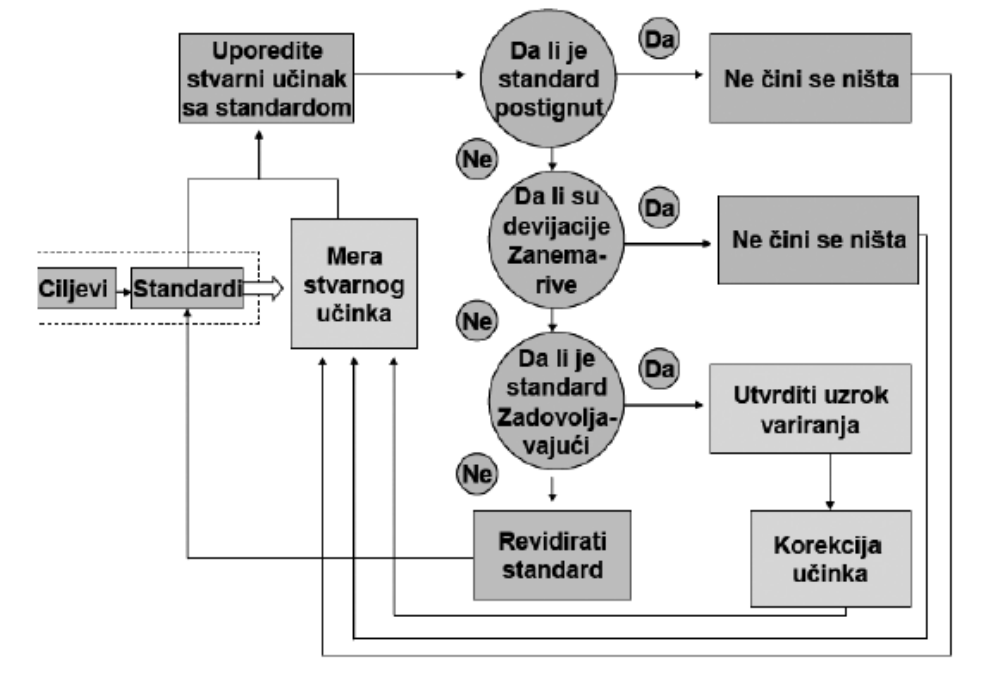 Uporedite
stvarni učinak
sa standardom
Da li je
standard
postignut
Da
Ne čini se ništa
Ne
Da li su
devijacije
Zanema-
rive
Da
Ne čini se ništa
Mera
stvarnog
učinka
Ciljevi
Standardi
Ne
Da li je
standard
Zadovolja-
vajući
Da
Utvrditi uzrok
variranja
Ne
Revidirati
standard
Korekcija
učinka